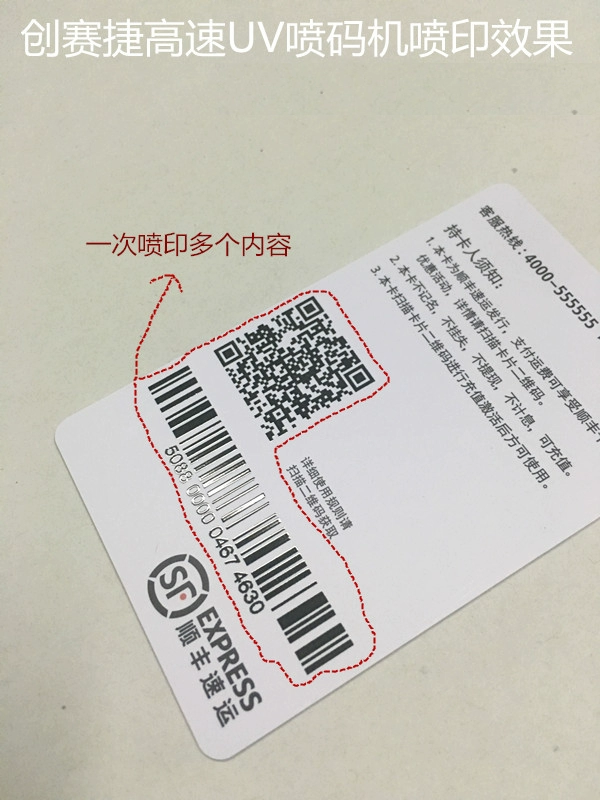 创赛捷高速UV喷码机喷印效果
一次喷印多个内容
客服热线：4000-555555
持卡人须知：
1. 本卡为顺丰速运发行，支付运费可享受顺丰
优惠活动，详情请扫描卡片二维码。
2. 本卡不记名，不挂失，不提现，不计息，可充值。
3. 本卡扫描卡片二维码进行充值激活后方可使用。
详细使用规则请
扫描二维码获取
5088 0000 0467 4630
SF EXPRESS
顺丰速运